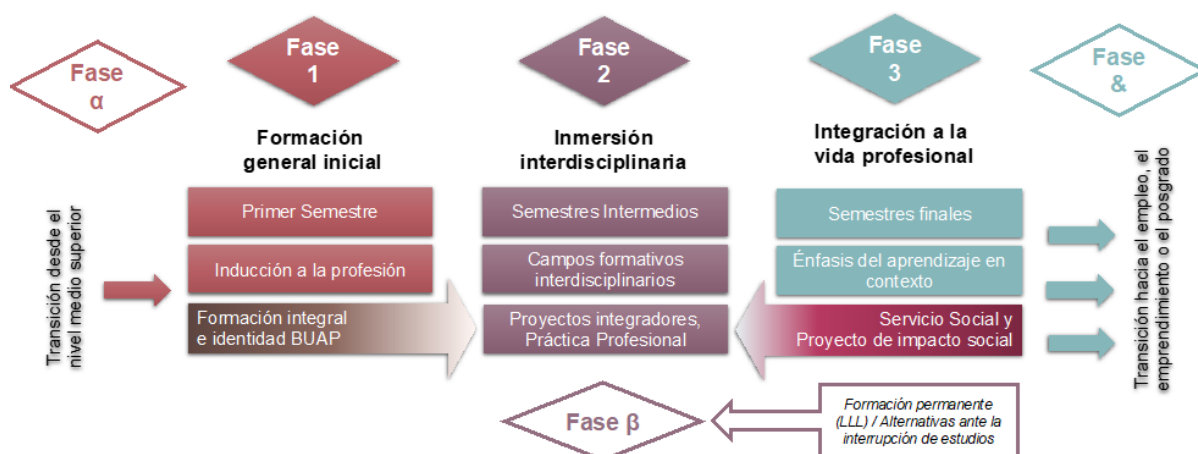 Fase
α
Fase
1
Fase
2
Fase
3
Fase
&
Formación
general inicial
Inmersión
interdisciplinaria
Integración a la
vida profesional
Transición desde el
nivel medio superior
Primer Semestre
Inducción a la profesión
Formación integral
e identidad BUAP
Semestres Intermedios
Campos formativos
interdisciplinarios
Proyectos integradores,
Práctica Profesional
Semestres finales
Énfasis del aprendizaje en
contexto
Servicio Social y
Proyecto de impacto social
Transición hacia el empleo, el
emprendimiento o el posgrado
Fase β
Formación permanente
(LLL) / Alternativas ante la
interrupción de estudios